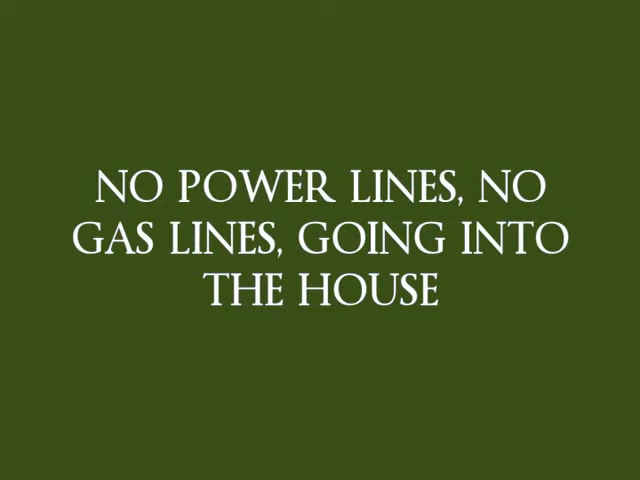 NO POWER LINES, NO
GAS LINES, GOING INTO
THE HOUSE